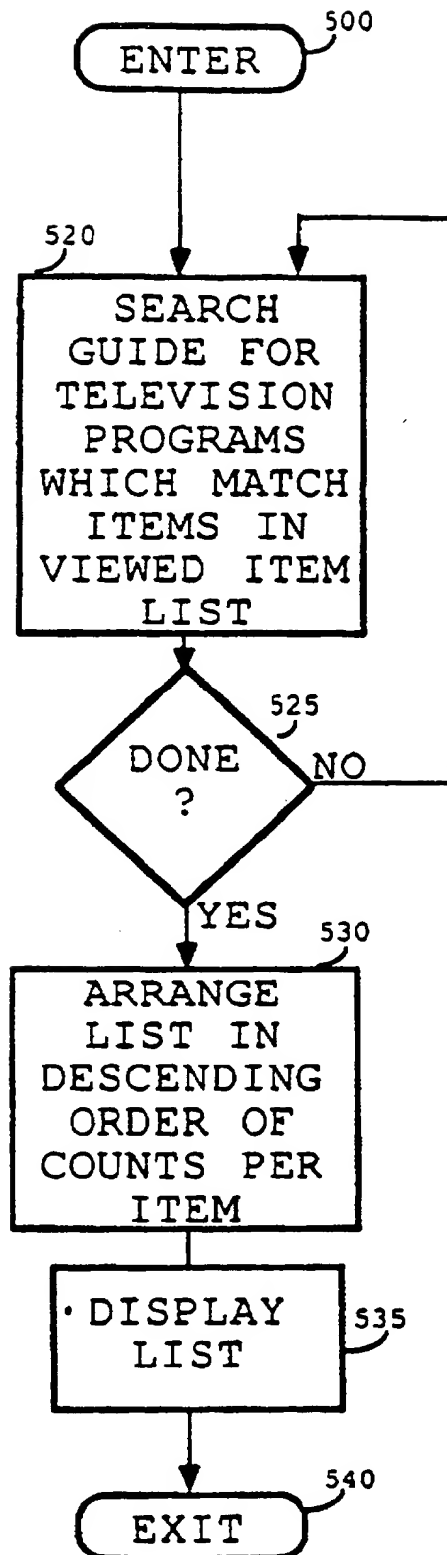 500
ENTER
520
SEARCH
GUIDE FOR
TELEVISION
PROGRAMS
WHICH MATCH
ITEMS IN
VIEWED ITEM
LIST
525
DONE
?
NO
YES
530
ARRANGE
LIST IN
DESCENDING
ORDER OF
COUNTS PER
ITEM
DISPLAY
LIST
535
540
EXIT